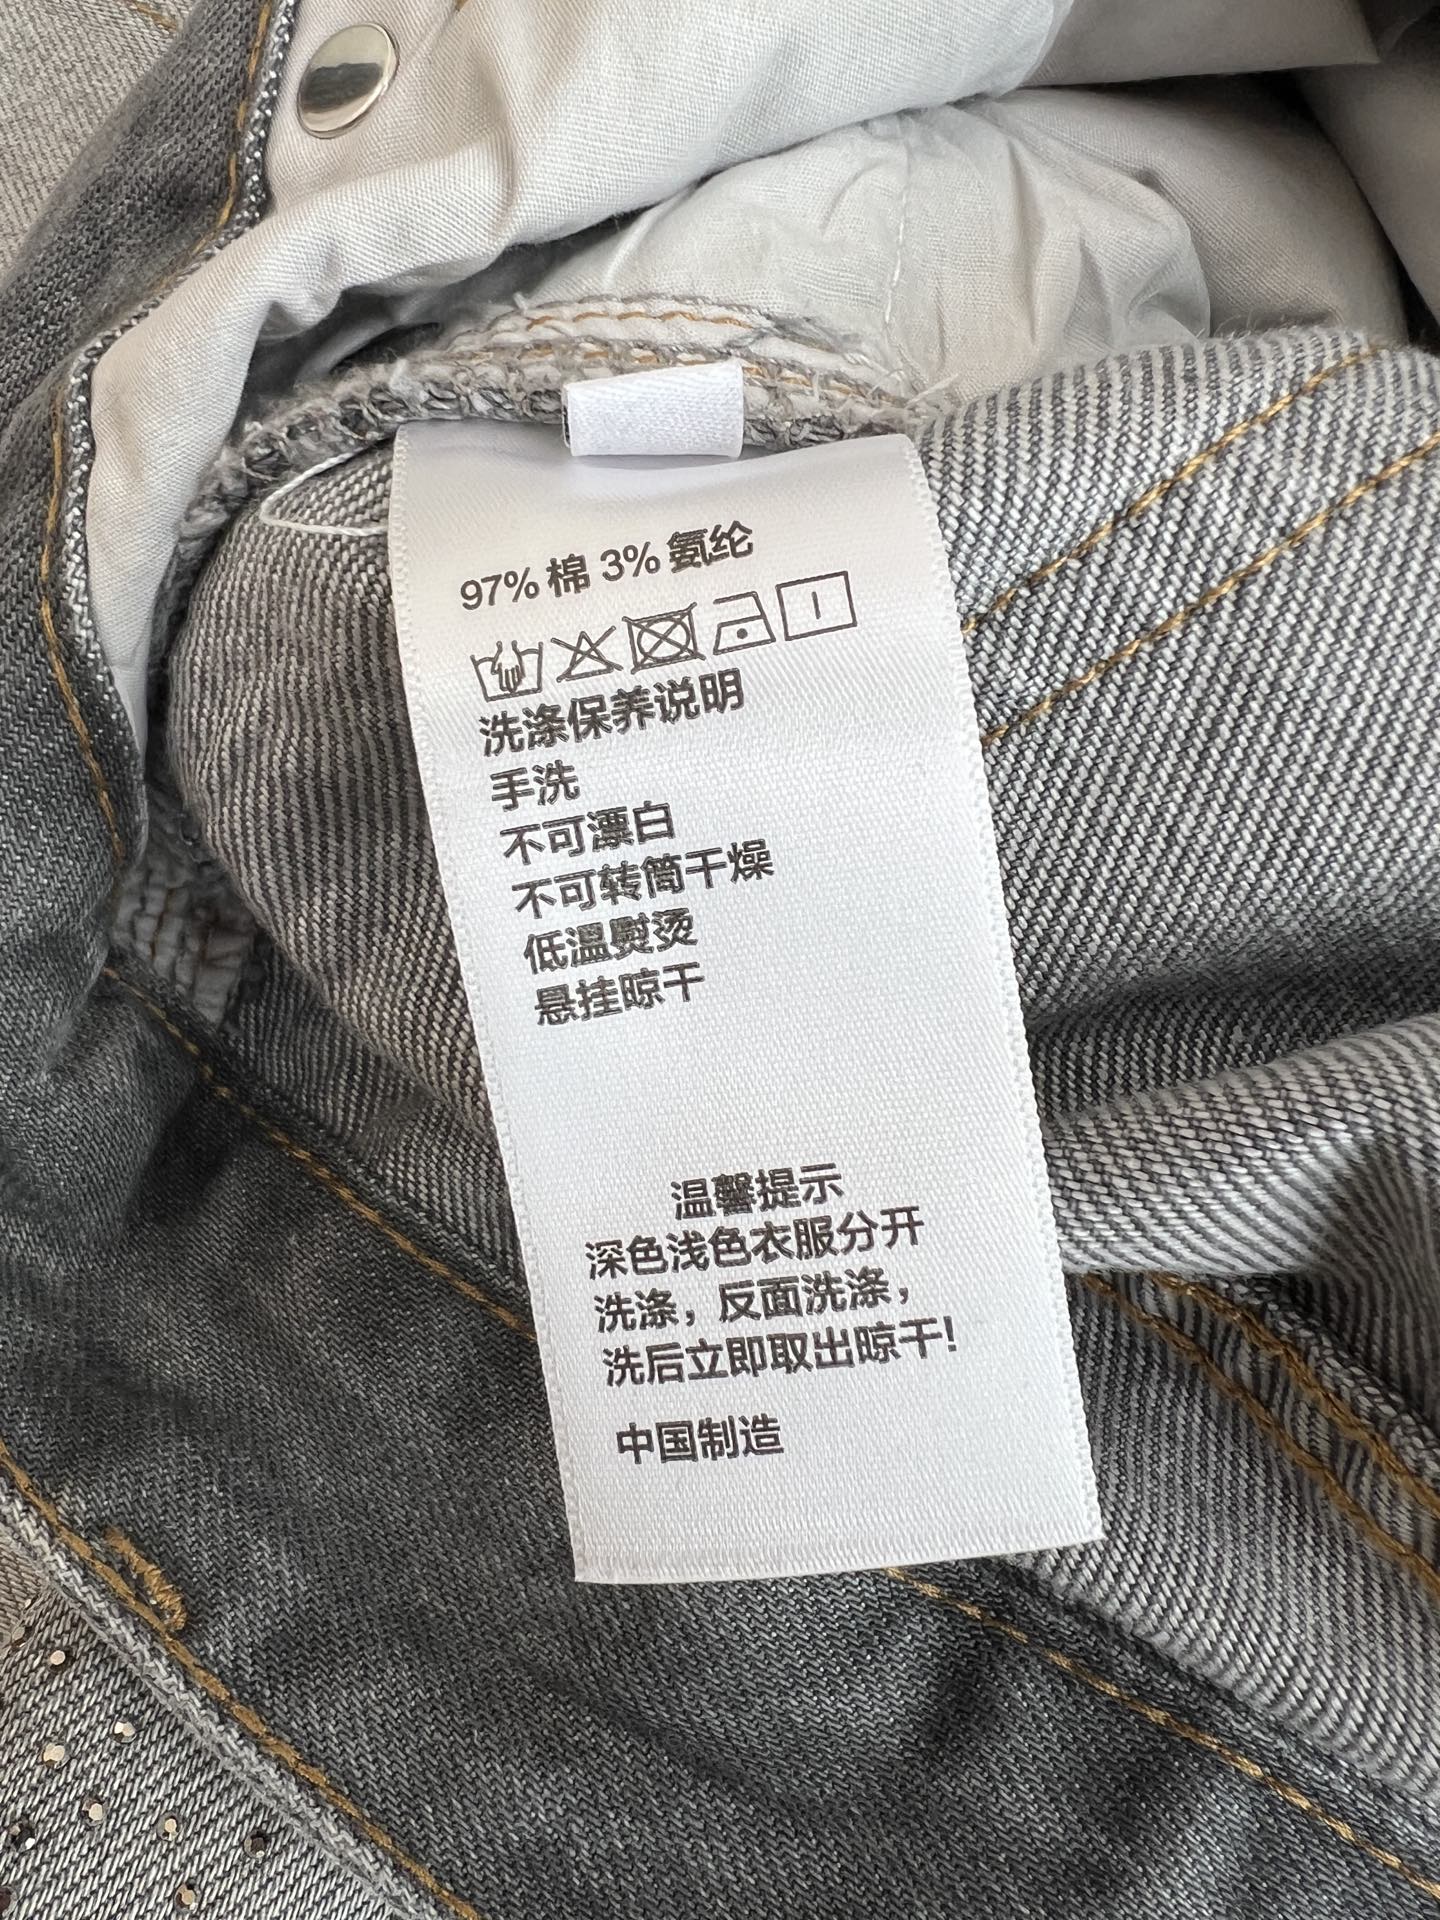 97% 棉 3% 氨纶
洗涤保养说明
手洗
不可漂白
不可转筒干燥
低温熨烫
悬挂晾干
温馨提示
深色浅色衣服分开
洗涤，反面洗涤，
洗后立即取出晾干!
中国制造